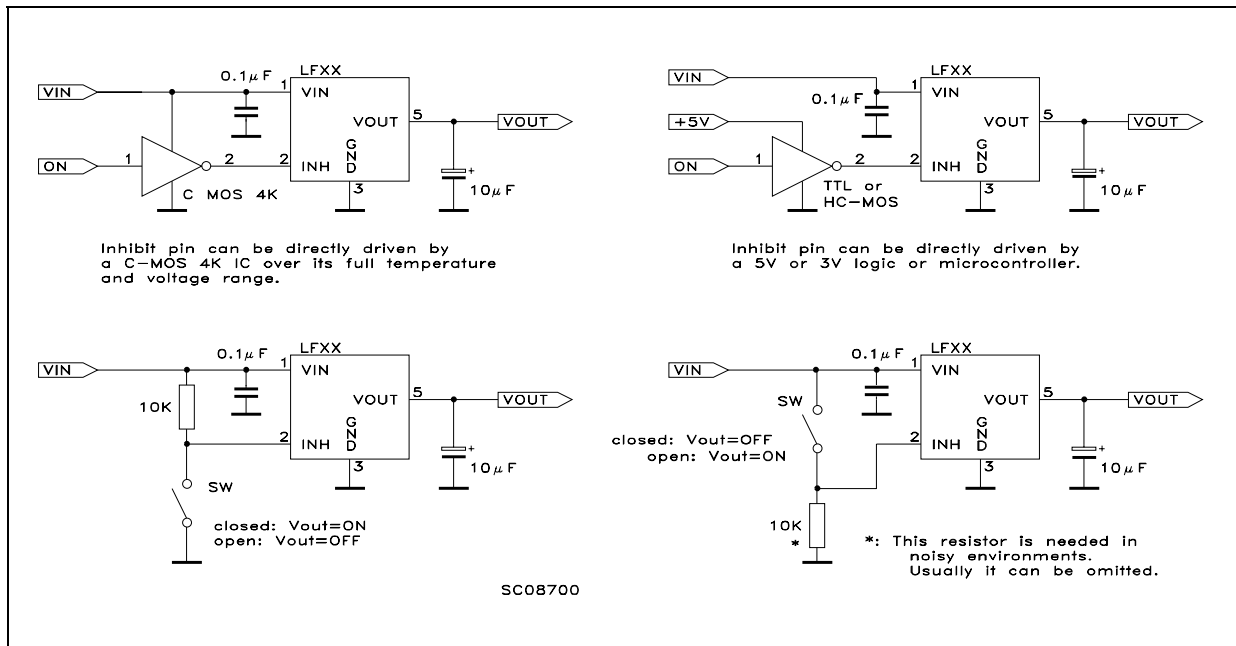 LFXX
0.1µF
VIN
1
VIN
VOUT
5
VOUT
ON
1
2
2
INH
GND
3
+
10µF
C MOS 4K
Inhibit pin can be directly driven by
a C-MOS 4K IC over its full temperature
and voltage range.
LFXX
VIN
1
VIN
0.1µF
+5V
VOUT
5
VOUT
ON
1
2
2
INH
GND
3
+
10µF
TTL or
HC-MOS
Inhibit pin can be directly driven by
a 5V or 3V logic or microcontroller.
LFXX
0.1µF
VIN
1
VIN
10K
VOUT
5
VOUT
2
INH
GND
3
+
10µF
SW
closed: Vout=ON
open: Vout=OFF
LFXX
0.1µF
VIN
1
VIN
SW
VOUT
5
VOUT
closed: Vout=OFF
open: Vout=ON
2
INH
GND
3
+
10µF
10K
*
*: This resistor is needed in
noisy environments.
Usually it can be omitted.
SC08700